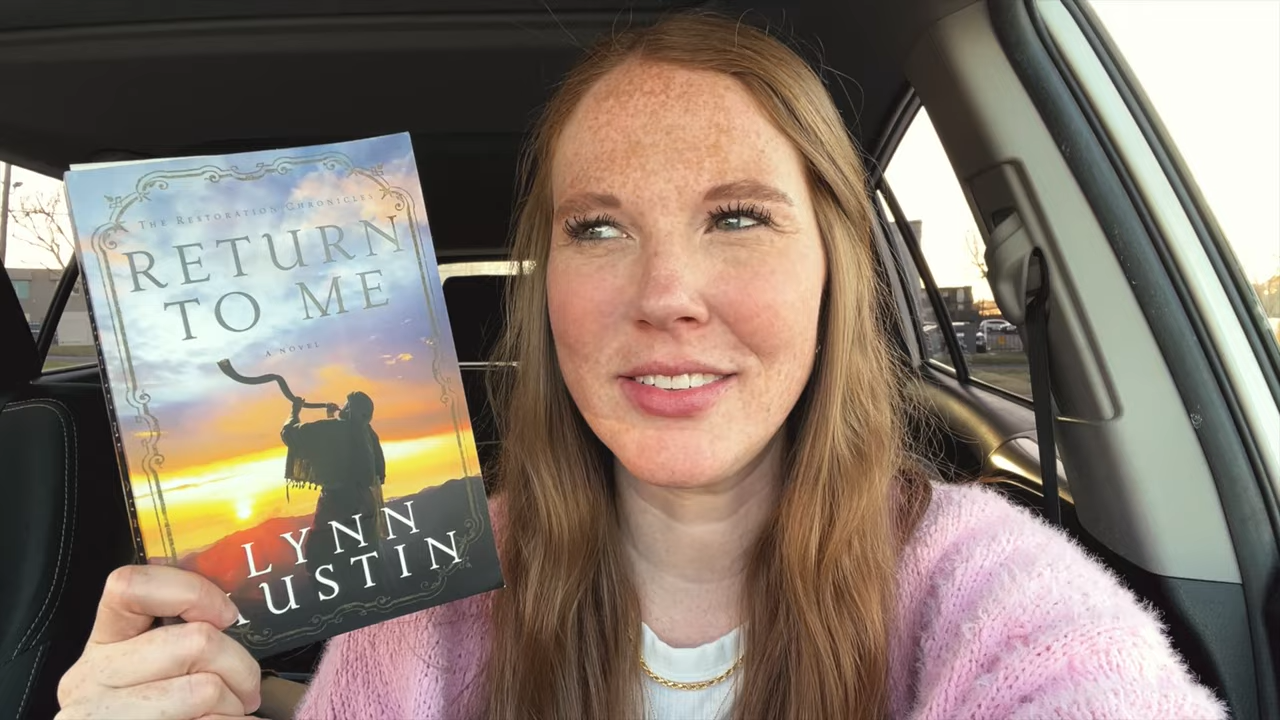 THE RESTORATION CHRONICLES
RETURN
TO ME
A NOVEL
LYNN
AUSTIN